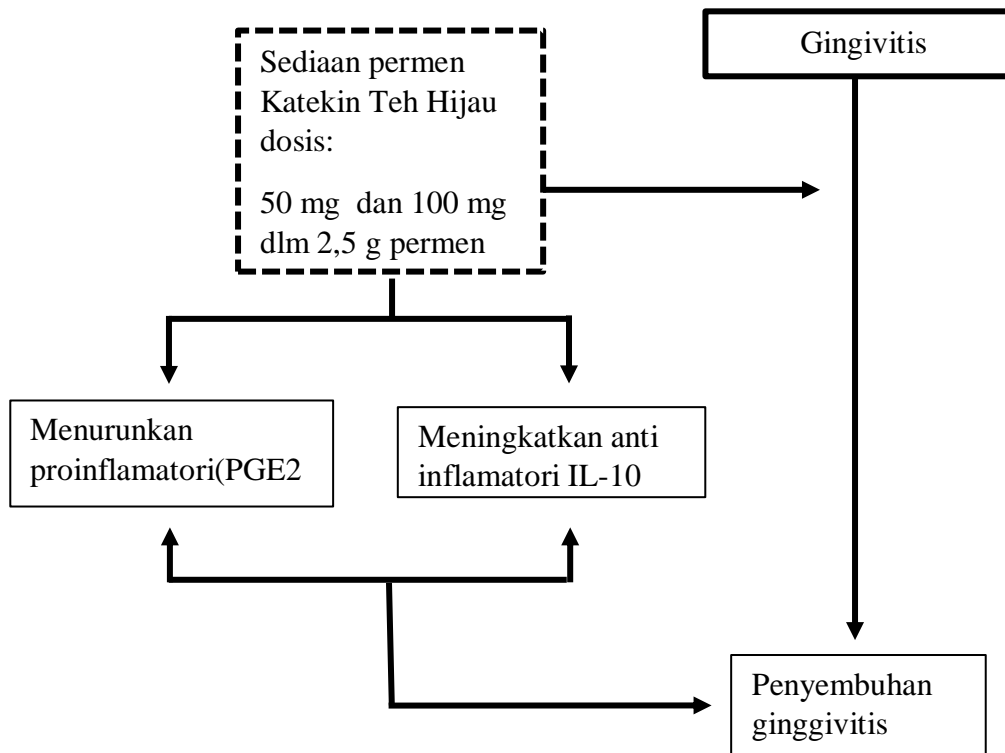 Gingivitis
Sediaan permen
Katekin Teh Hijau
dosis:
50 mg dan 100 mg
dlm 2,5 g permen
Menurunkan
proinflamatori(PGE2
Meningkatkan anti
inflamatori IL-10
Penyembuhan
ginggivitis